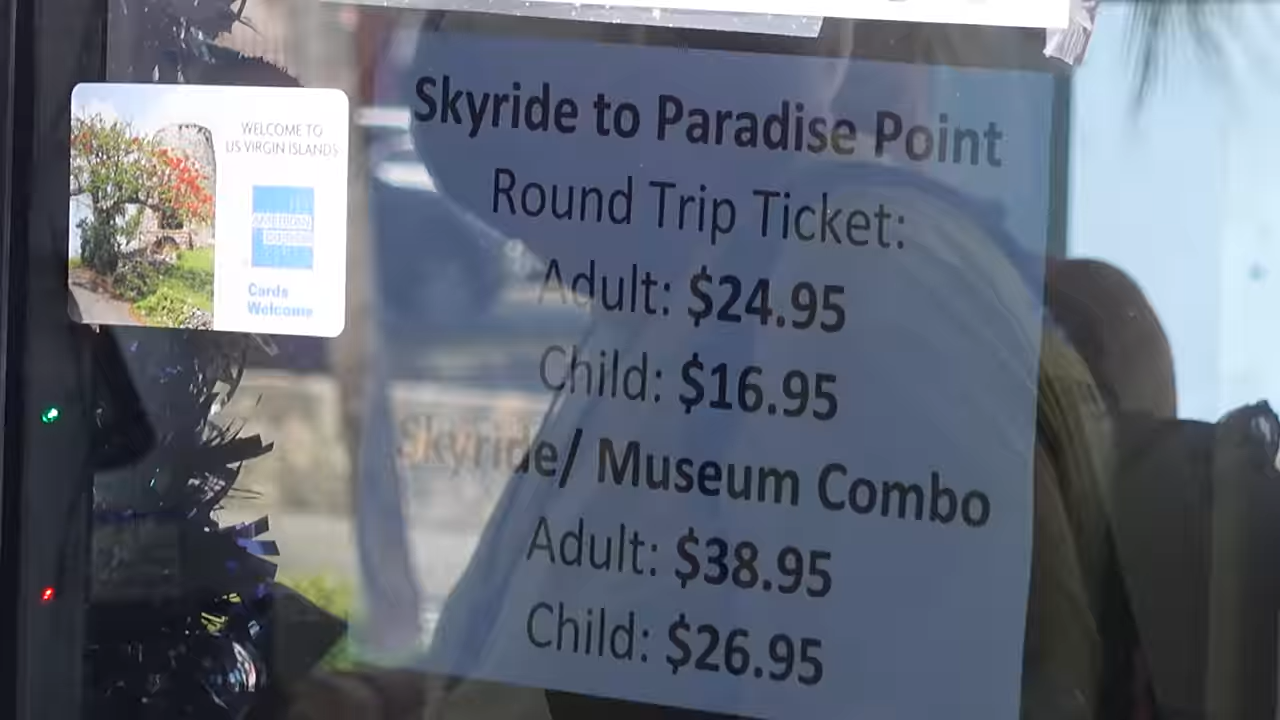 WELCOME TO
US VIRGIN ISLANDS
AMERICAN
EXPRESS
Cards
Welcome
Skyride to Paradise Point
Round Trip Ticket:
Adult: $24.95
Child: $16.95
Skyride/ Museum Combo
Adult: $38.95
Child: $26.95